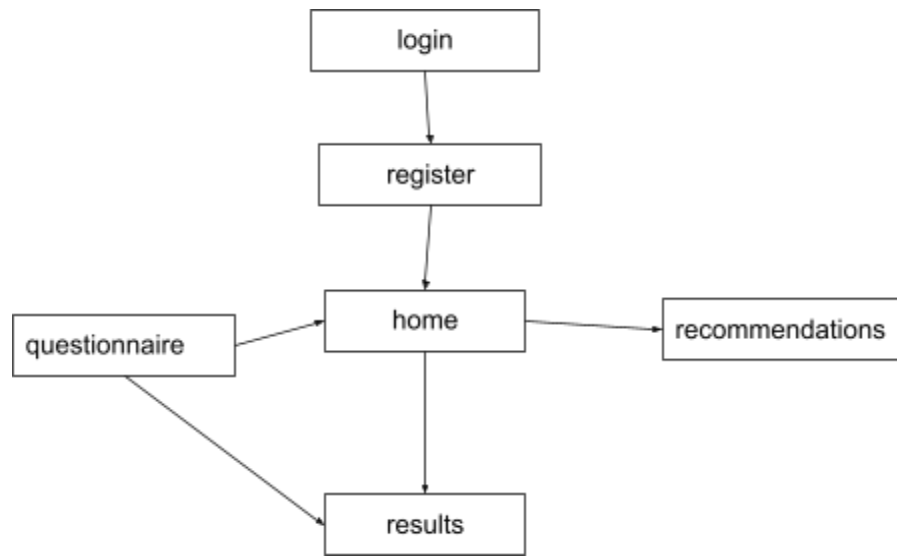 login
register
home
questionnaire
recommendations
results